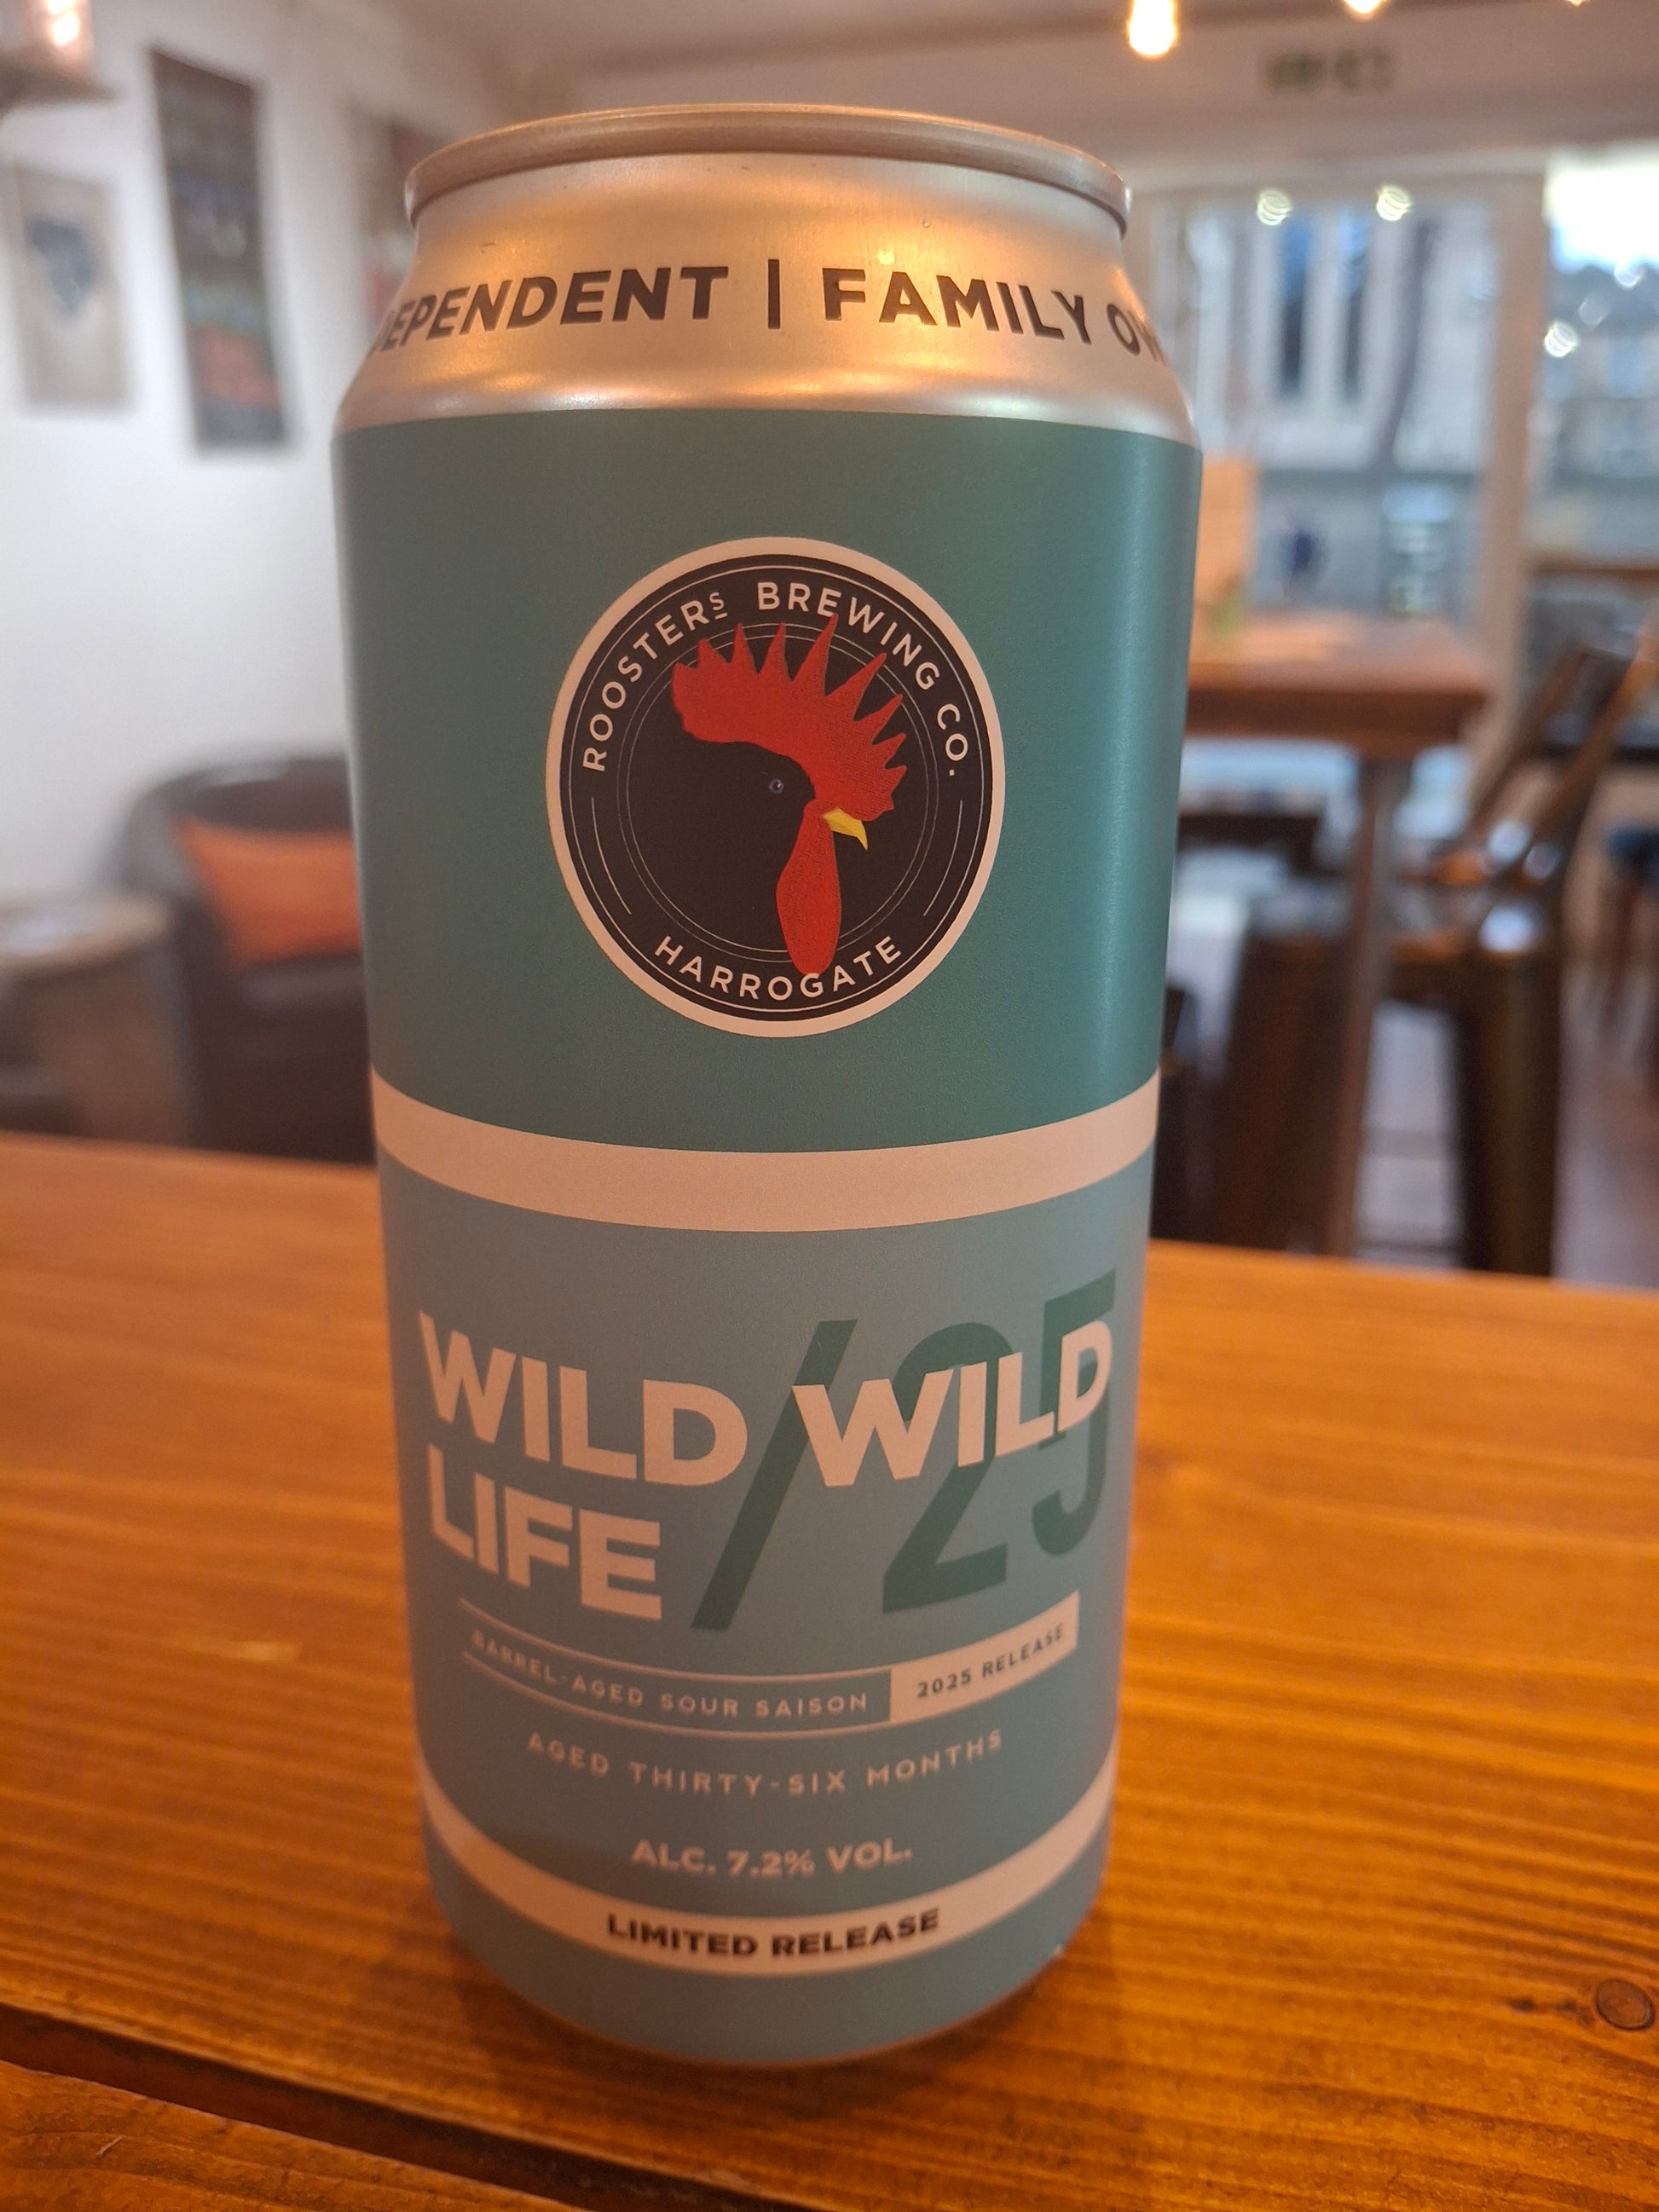 EPENDENT | FAMILY OW
ROOSTERS BREWING CO.
HARROGATE
/25
WILD WILD
LIFE
BARREL-AGED SOUR SAISON 2025 RELEASE
AGED THIRTY-SIX MONTHS
ALC. 7.2% VOL.
LIMITED RELEASE